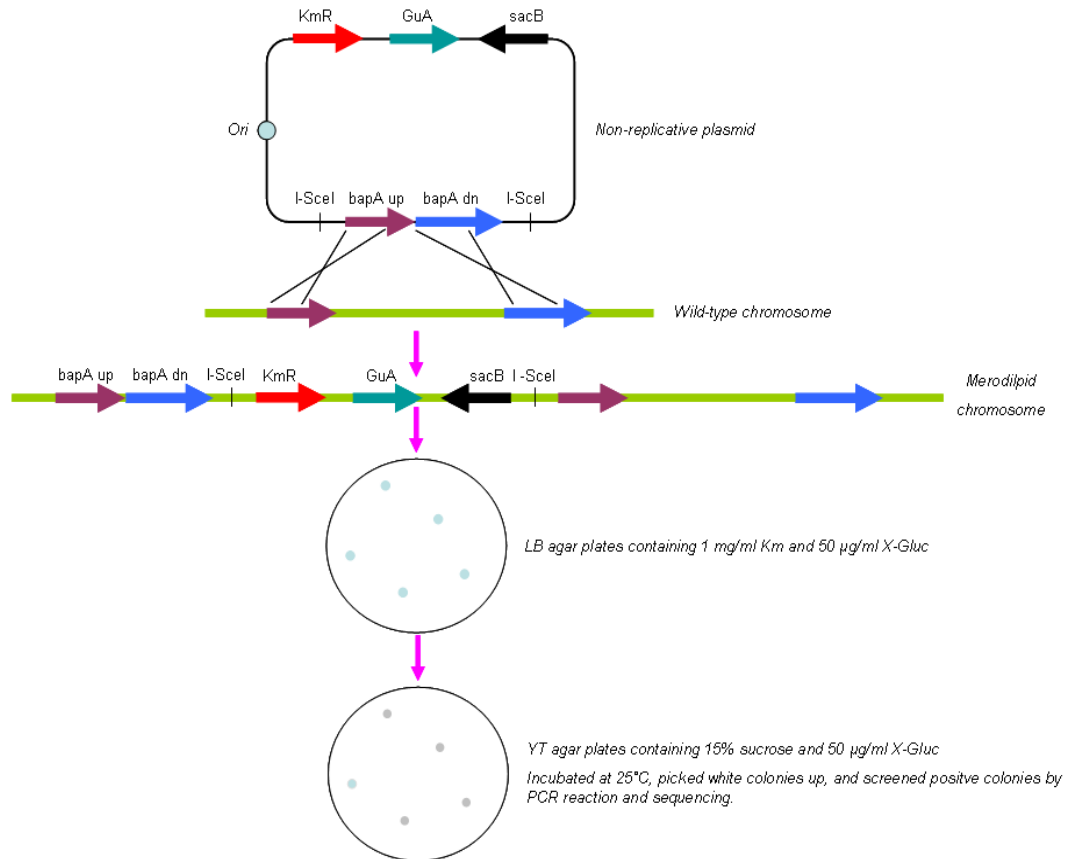 KmR GuA sacB
Ori
Non-replicative plasmid
I-SceI bapA up bapA dn I-SceI
Wild-type chromosome
bapA up bapA dn I-SceI KmR GuA sacB I -SceI
Merodilpid
chromosome
LB agar plates containing 1 mg/ml Km and 50 µg/ml X-Gluc
YT agar plates containing 15% sucrose and 50 µg/ml X-Gluc
Incubated at 25°C, picked white colonies up, and screened positve colonies by
PCR reaction and sequencing.